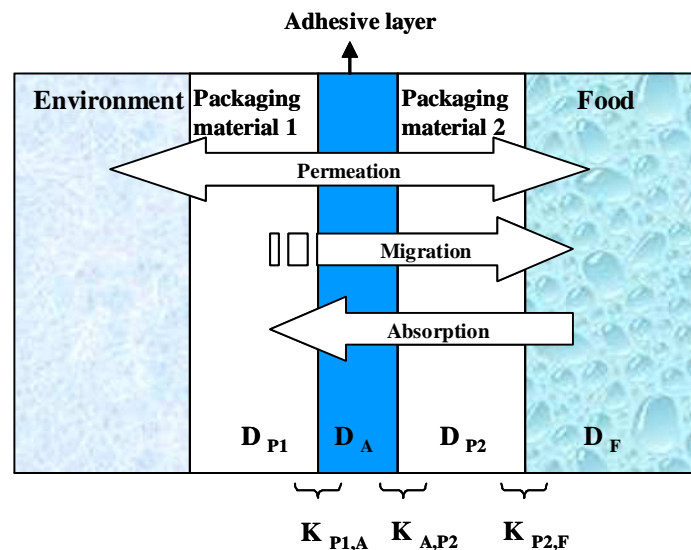 Adhesive layer
Environment
Packaging
material 1
Packaging
material 2
Food
Permeation
Migration
Absorption
D P1
D A
D P2
D F
K P1,A
K A,P2
K P2,F